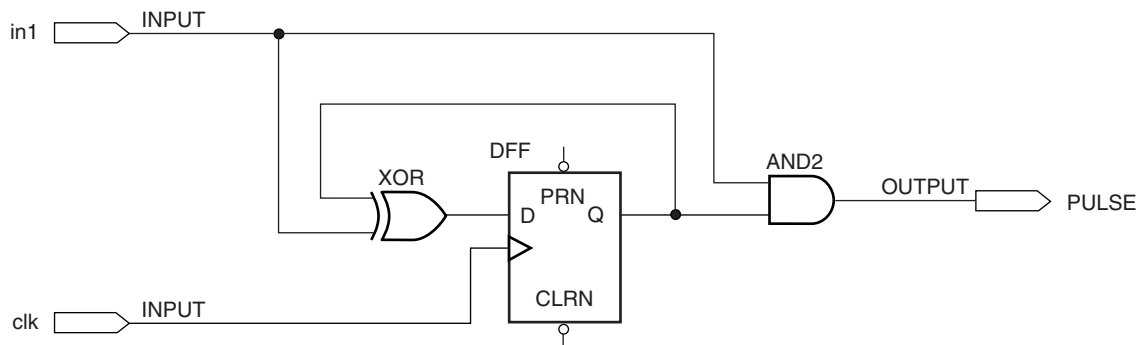 in1
INPUT
DFF
AND2
XOR
PRN
OUTPUT
D
Q
PULSE
CLRN
INPUT
clk